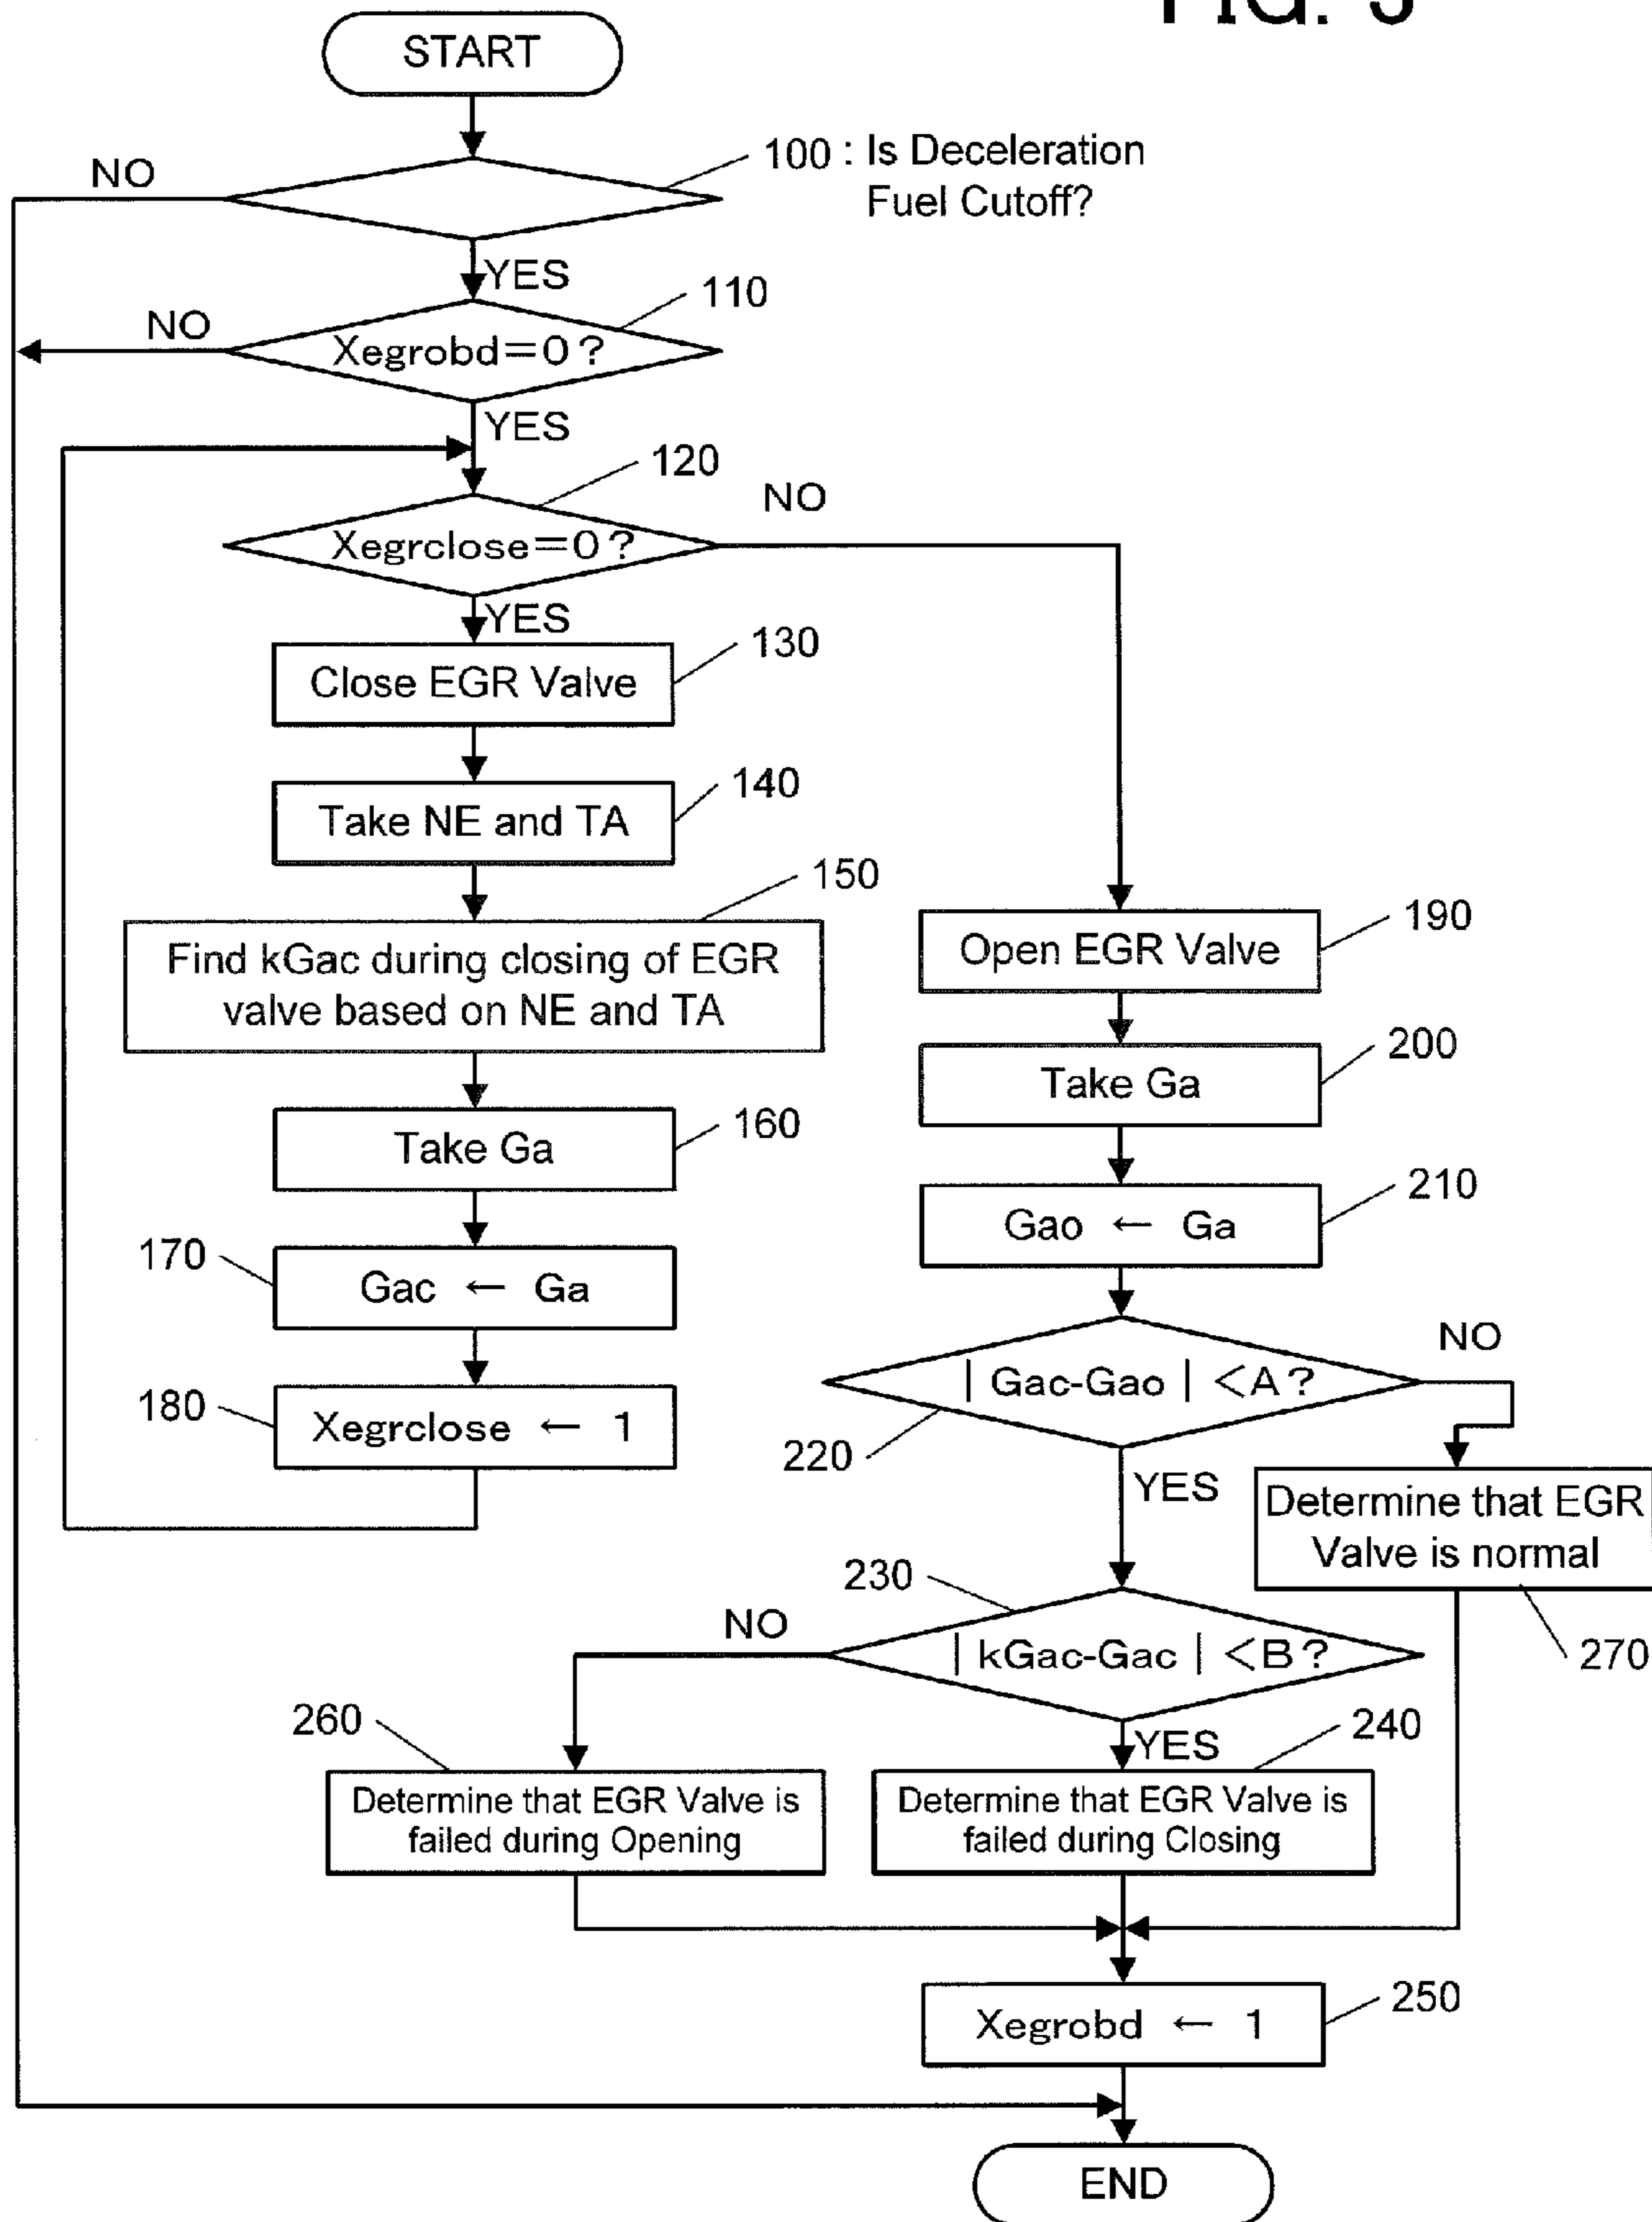 START
100 : Is Deceleration
Fuel Cutoff?
NO
YES
110
NO
Xegrobd=0?
YES
120
NO
Xegrclose=0?
YES
130
Close EGR Valve
140
Take NE and TA
150
Find kGac during closing of EGR
valve based on NE and TA
160
Take Ga
170
Gac ← Ga
180
Xegrclose ← 1
190
Open EGR Valve
200
Take Ga
210
Gao ← Ga
NO
| Gac-Gao | <A?
220
YES
Determine that EGR
Valve is normal
270
230
NO
| kGac-Gac | <B?
YES
260
240
Determine that EGR Valve is
failed during Opening
Determine that EGR Valve is
failed during Closing
250
Xegrobd ← 1
END